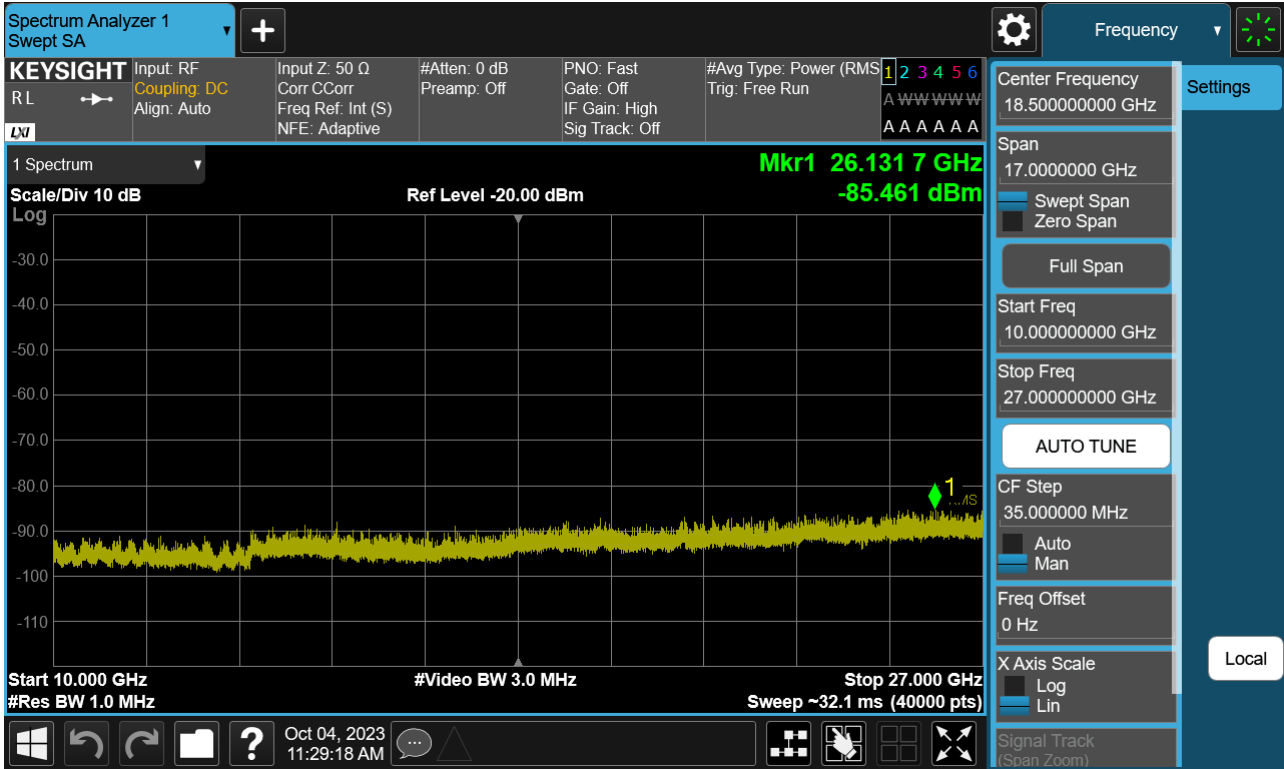 Spectrum Analyzer 1
Swept SA
+
Frequency
KEYSIGHT
R L
LXI
Input: RF
Coupling: DC
Align: Auto
Input Z: 50 Ω
Corr CCorr
Freq Ref: Int (S)
NFE: Adaptive
#Atten: 0 dB
Preamp: Off
PNO: Fast
Gate: Off
IF Gain: High
Sig Track: Off
#Avg Type: Power (RMS
Trig: Free Run
1 2 3 4 5 6
A W W W W W
A A A A A A
1 Spectrum
Mkr1 26.131 7 GHz
Scale/Div 10 dB
Ref Level -20.00 dBm
-85.461 dBm
Log
-30.0
-40.0
-50.0
-60.0
-70.0
-80.0
1
-90.0
-100
-110
Start 10.000 GHz
#Video BW 3.0 MHz
Stop 27.000 GHz
#Res BW 1.0 MHz
Sweep ~32.1 ms (40000 pts)
?
Oct 04, 2023
11:29:18 AM
Center Frequency
18.500000000 GHz
Span
17.0000000 GHz
Swept Span
Zero Span
Full Span
Start Freq
10.000000000 GHz
Stop Freq
27.000000000 GHz
AUTO TUNE
CF Step
35.000000 MHz
Auto
Man
Freq Offset
0 Hz
X Axis Scale
Log
Lin
Signal Track
(Span Zoom)
Settings
Local